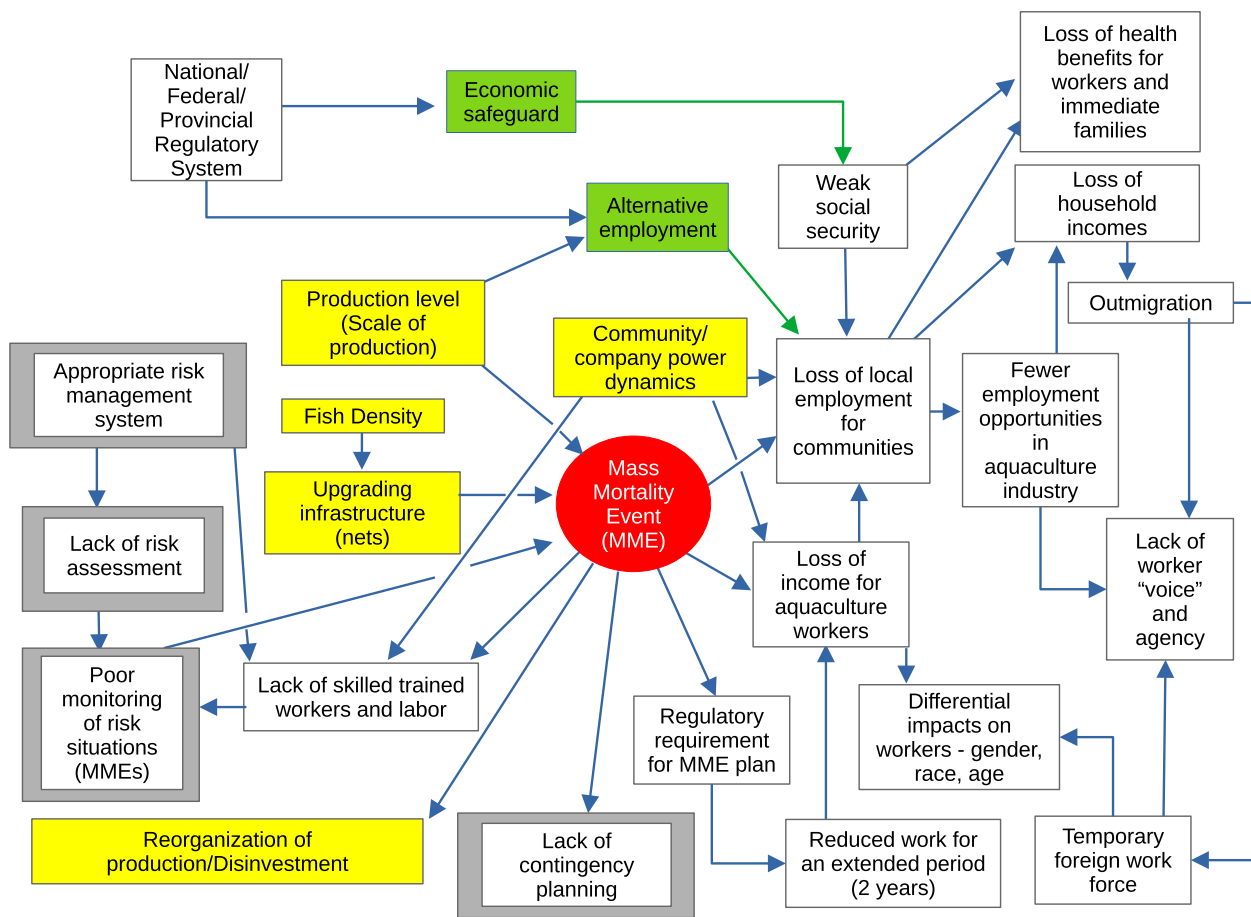 National/
Federal/
Provincial
Regulatory
System
Economic
safeguard
Loss of health
benefits for
workers and
immediate
families
Alternative
employment
Weak
social
security
Loss of
household
incomes
Production level
(Scale of
production)
Community/
company power
dynamics
Outmigration
Appropriate risk
management
system
Loss of local
employment
for
communities
Fewer
employment
opportunities
in
aquaculture
industry
Fish Density
Upgrading
infrastructure
(nets)
Mass
Mortality
Event
(MME)
Lack of risk
assessment
Loss of
income for
aquaculture
workers
Lack of
worker
“voice”
and
agency
Poor
monitoring
of risk
situations
(MMEs)
Lack of skilled trained
workers and labor
Regulatory
requirement
for MME plan
Differential
impacts on
workers - gender,
race, age
Reorganization of
production/Disinvestment
Lack of
contingency
planning
Reduced work for
an extended period
(2 years)
Temporary
foreign work
force